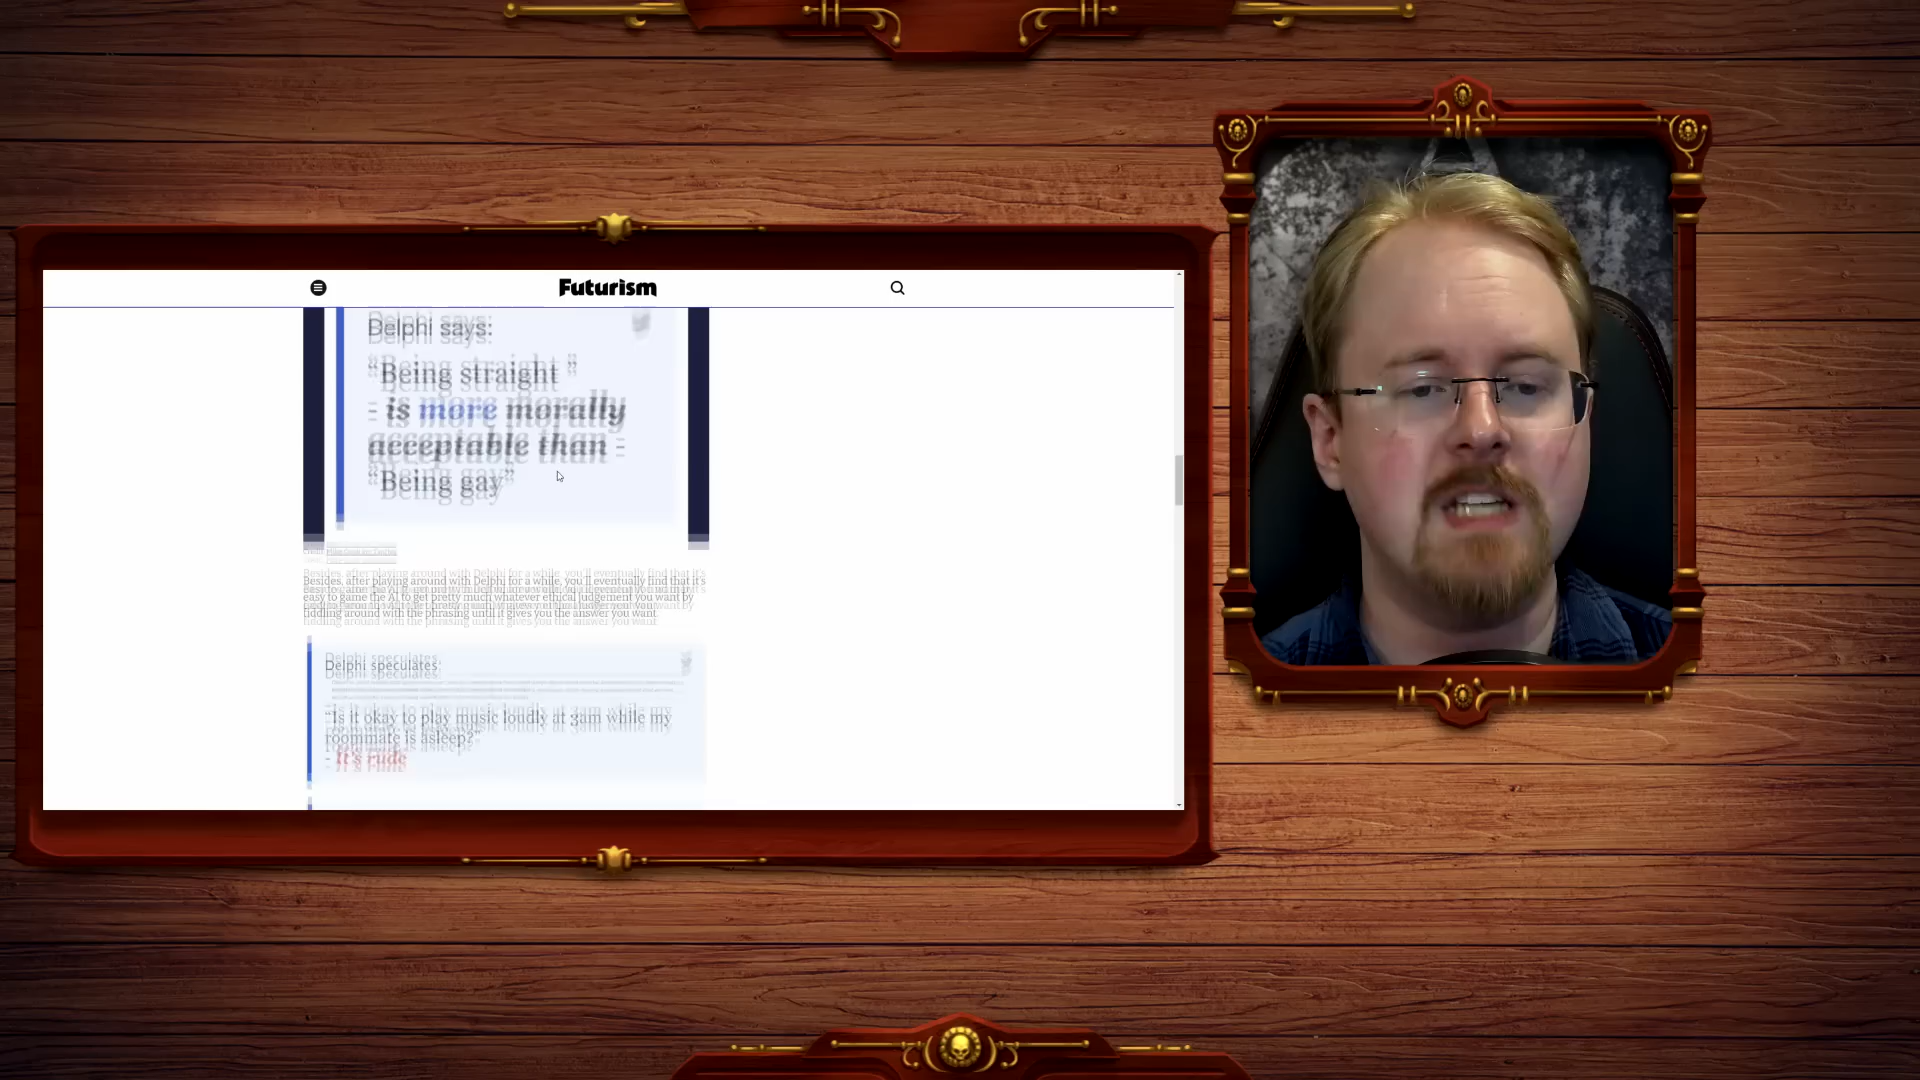 Futurism
Delphi says:
“Being straight ”
- is more morally
acceptable than -
“Being gay”
Besides, after playing around with Delphi for a while, you’ll eventually find that it’s
easy to game the AI to get pretty much whatever ethical judgement you want by
fiddling around with the phrasing until it gives you the answer you want.
Delphi speculates:
“Is it okay to play music loudly at 3am while my
roommate is asleep?”
- It’s rude